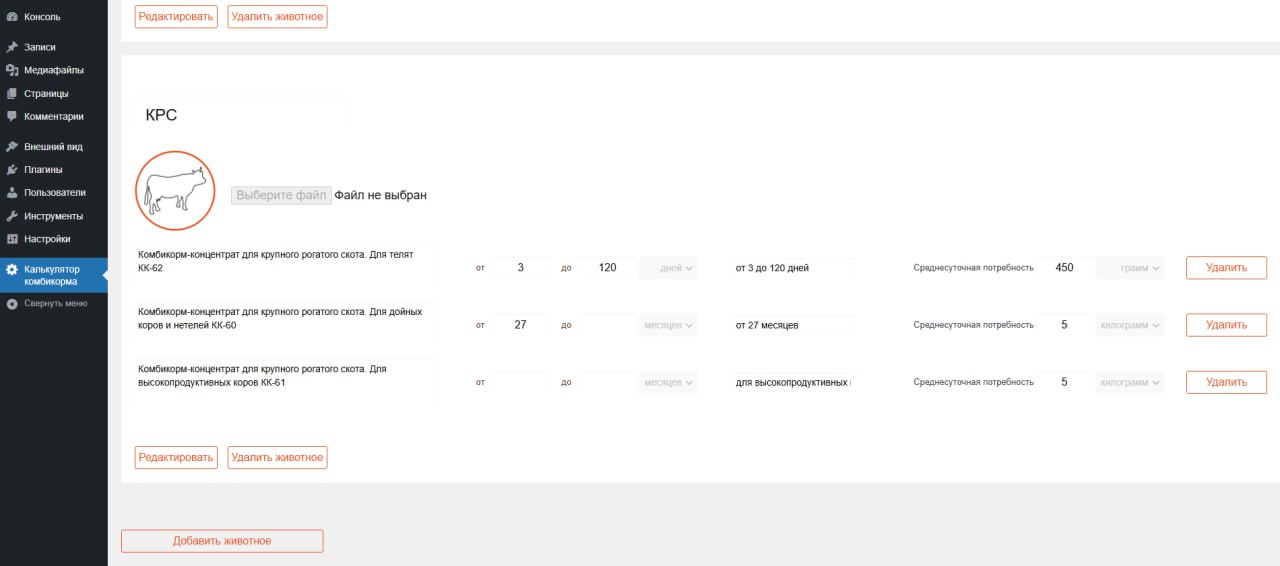 Консоль
Записи
Медиафайлы
Страницы
Комментарии
Внешний вид
Плагины
Пользователи
Инструменты
Настройки
Калькулятор
комбикорма
Свернуть меню
Редактировать Удалить животное
КРС
Выберите файл Файл не выбран
Комбикорм-концентрат для крупного рогатого скота. Для телят
КК-62
от 3 до 120 дней от 3 до 120 дней Среднесуточная потребность 450 грамм Удалить
Комбикорм-концентрат для крупного рогатого скота. Для дойных
коров и нетелей КК-60
от 27 до месяцев от 27 месяцев Среднесуточная потребность 5 килограмм Удалить
Комбикорм-концентрат для крупного рогатого скота. Для
высокопродуктивных коров КК-61
от до месяцев для высокопродуктивных Среднесуточная потребность 5 килограмм Удалить
Редактировать Удалить животное
Добавить животное